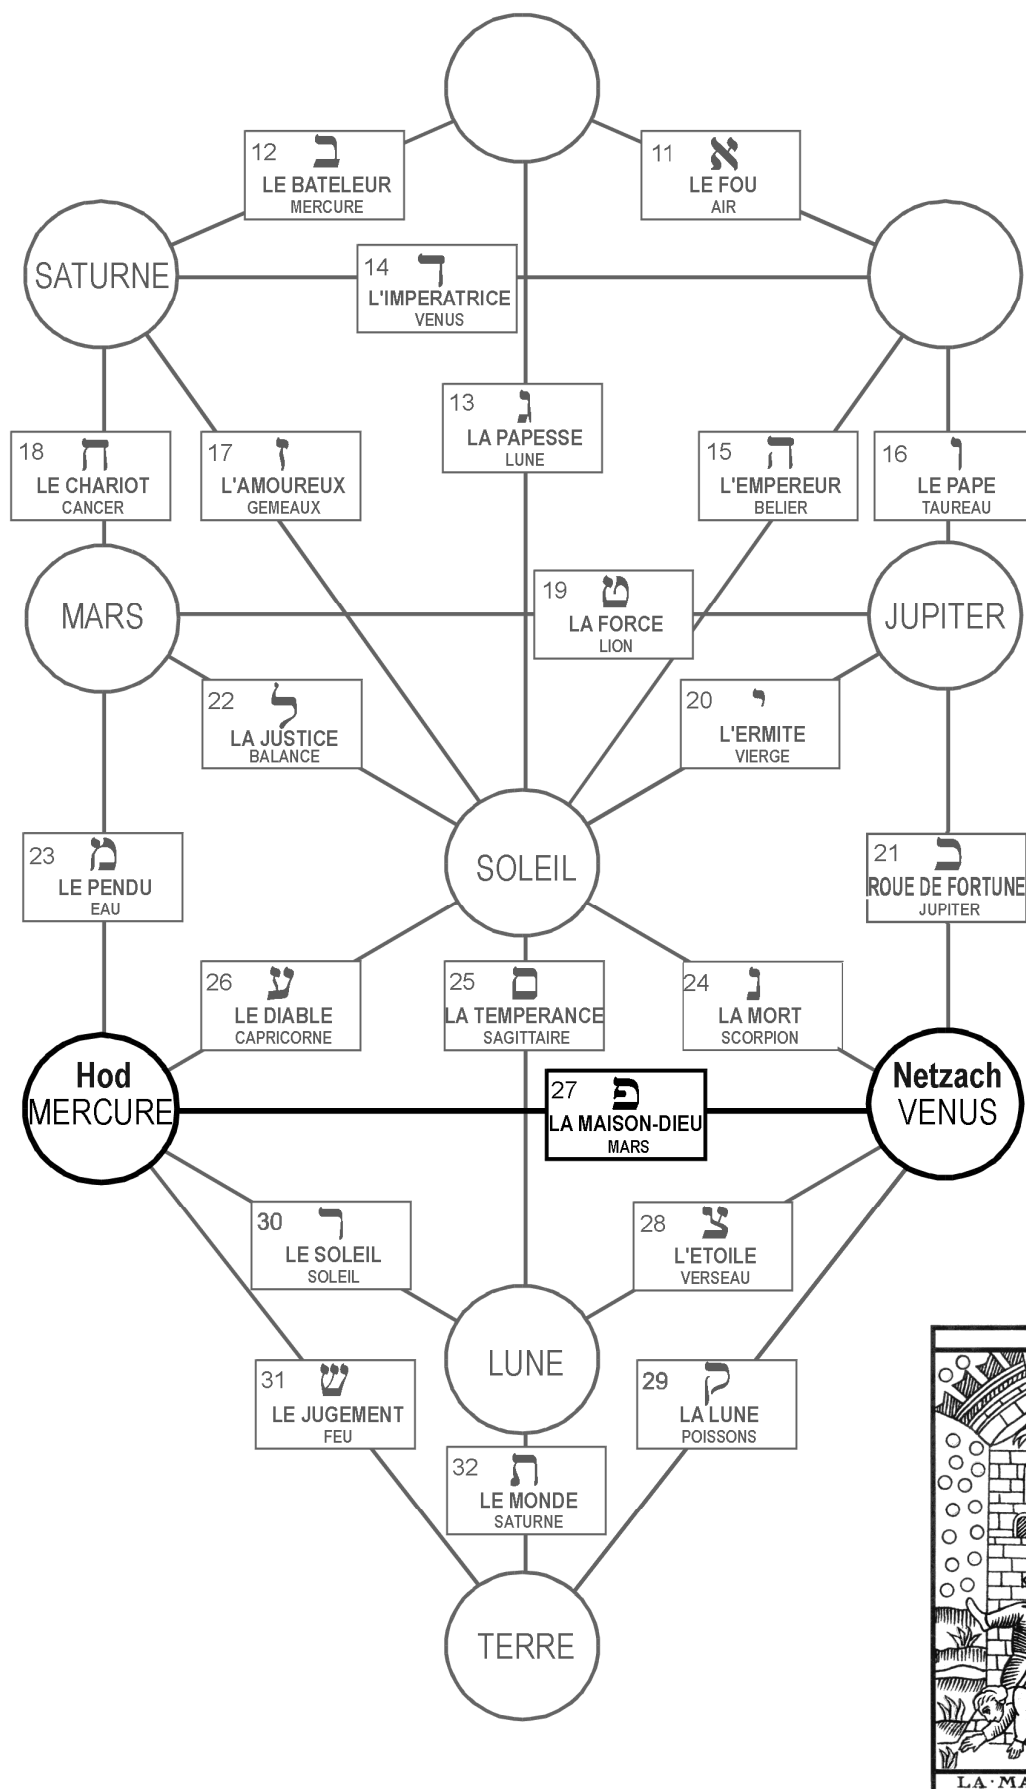 12 ב
LE BATELEUR
MERCURE
11 א
LE FOU
AIR
SATURNE
14 ד
L'IMPERATRICE
VENUS
13 ג
LA PAPESSE
LUNE
18 ח
LE CHARIOT
CANCER
17 ז
L'AMOUREUX
GEMEAUX
15 ה
L'EMPEREUR
BELIER
16 ו
LE PAPE
TAUREAU
MARS
19 ט
LA FORCE
LION
JUPITER
22 ל
LA JUSTICE
BALANCE
20 י
L'ERMITE
VIERGE
23 מ
LE PENDU
EAU
SOLEIL
21 כ
ROUE DE FORTUNE
JUPITER
26 ע
LE DIABLE
CAPRICORNE
25 ם
LA TEMPERANCE
SAGITTAIRE
24 נ
LA MORT
SCORPION
Hod
MERCURE
27 פ
LA MAISON-DIEU
MARS
Netzach
VENUS
30 ר
LE SOLEIL
SOLEIL
28 צ
L'ETOILE
VERSEAU
LUNE
31 ש
LE JUGEMENT
FEU
29 ק
LA LUNE
POISSONS
32 ת
LE MONDE
SATURNE
TERRE
LA·MA